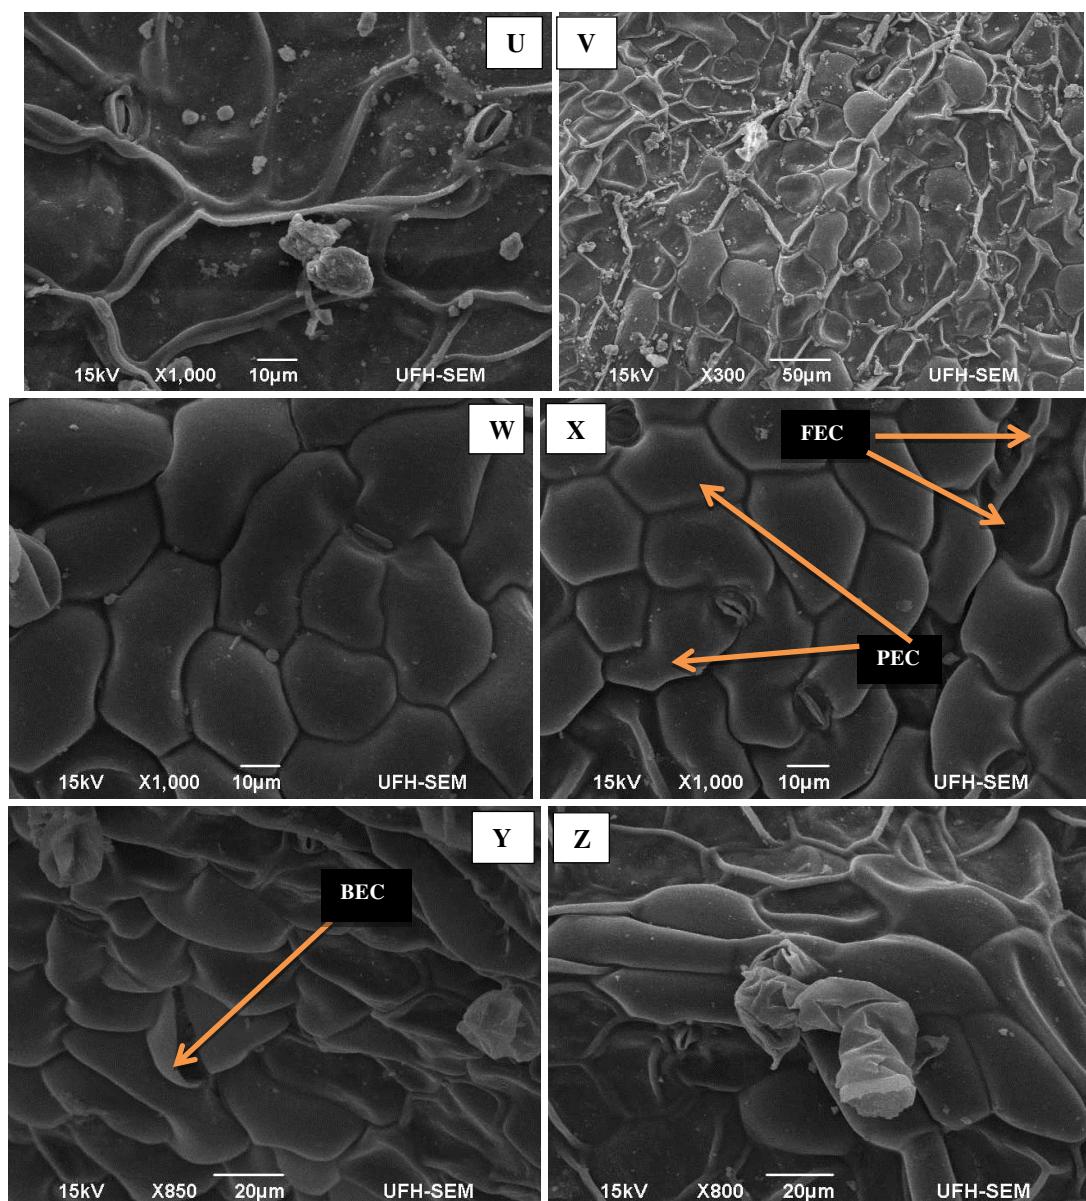 U
15kV X1,000 10µm UFH-SEM
V
15kV X300 50µm UFH-SEM
W
15kV X1,000 10µm UFH-SEM
X
FEC
PEC
15kV X1,000 10µm UFH-SEM
Y
BEC
15kV X850 20µm UFH-SEM
Z
15kV X800 20µm UFH-SEM